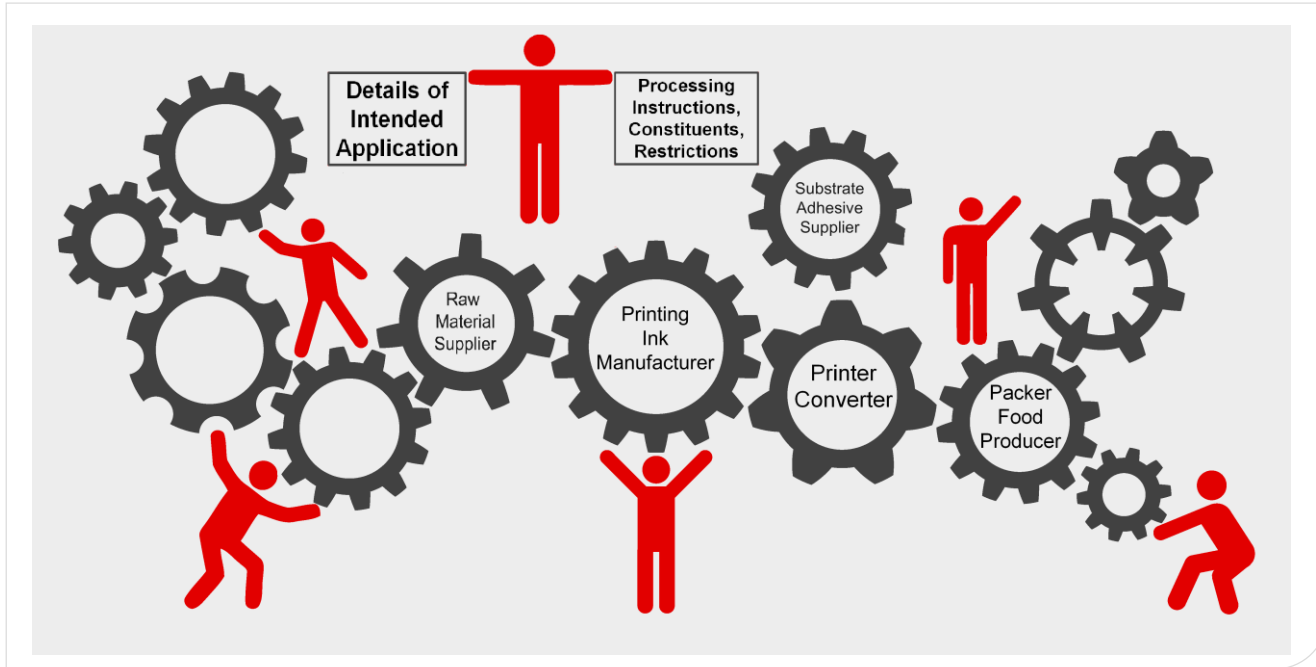 Details of
Intended
Application
Processing
Instructions,
Constituents,
Restrictions
Substrate
Adhesive
Supplier
Raw
Material
Supplier
Printing
Ink
Manufacturer
Printer
Converter
Packer
Food
Producer